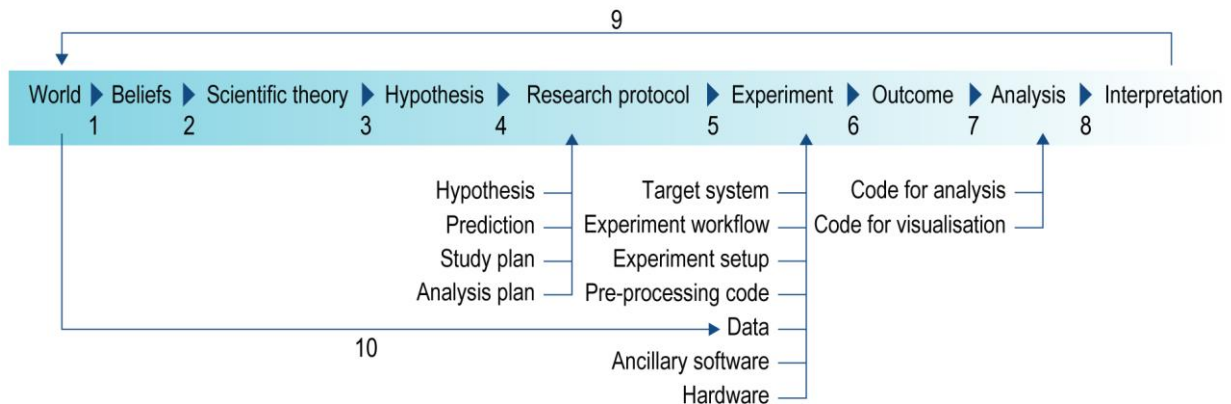 9
World Beliefs Scientific theory Hypothesis Research protocol Experiment Outcome Analysis Interpretation
1 2 3 4 5 6 7 8
Hypothesis Target system Code for analysis
Prediction Experiment workflow Code for visualisation
Study plan Experiment setup
Analysis plan Pre-processing code
Data
10
Ancillary software
Hardware